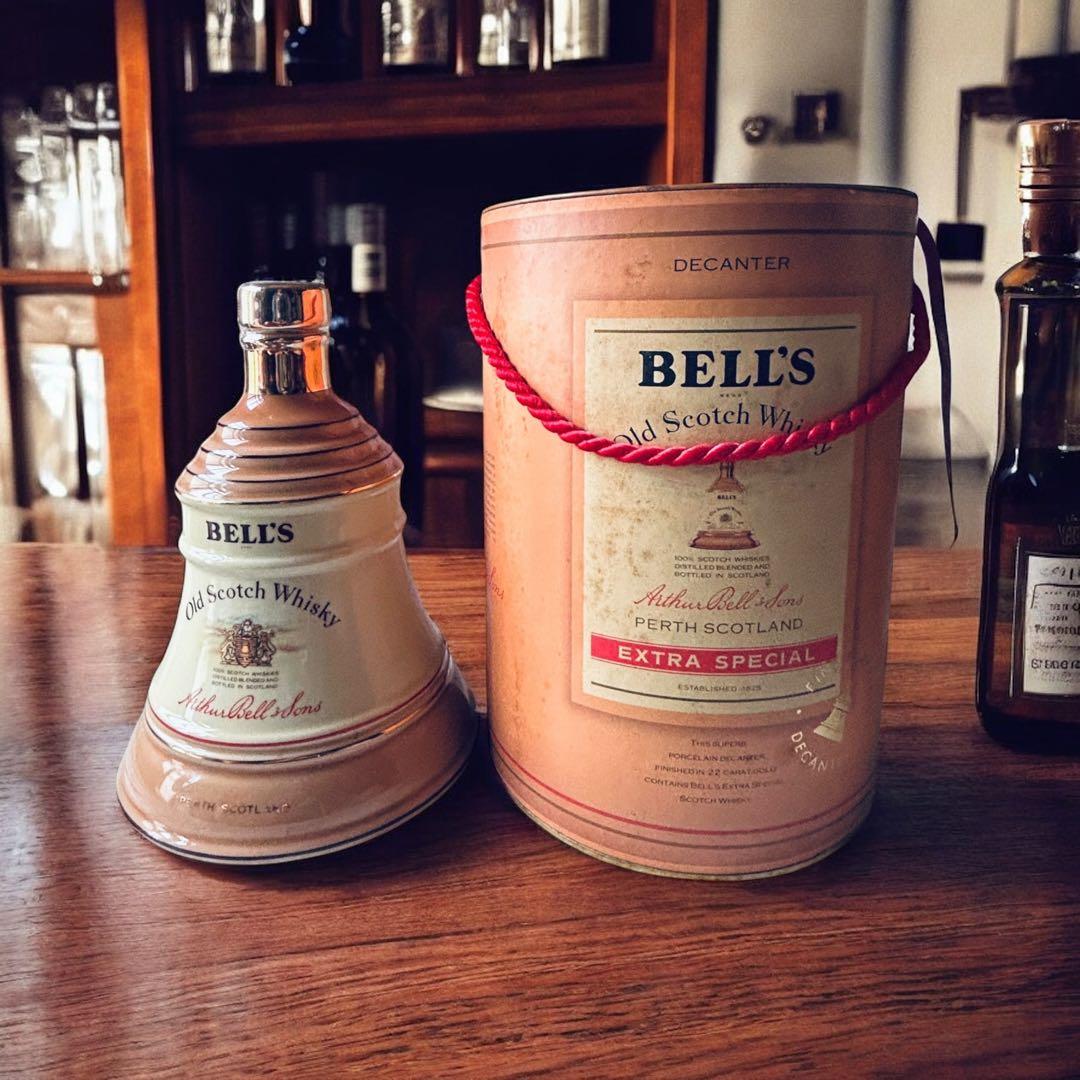 BELL'S
Old Scotch Whisky
100% SCOTCH WHISKIES
DISTILLED BLENDED AND
BOTTLED IN SCOTLAND
Arthur Bell & Sons
PERTH SCOTLAND
DECANTER
BELL'S
Old Scotch
BELL'S
100% SCOTCH WHISKIES
DISTILLED BLENDED AND
BOTTLED IN SCOTLAND
Arthur Bell & Sons
PERTH SCOTLAND
EXTRA SPECIAL
ESTABLISHED 1825
THIS SUPERB
PORCELAIN DECANTER
FINISHED IN 22 CARAT GOLD
CONTAINS BELL'S EXTRA SPECIAL
SCOTCH WHISKY